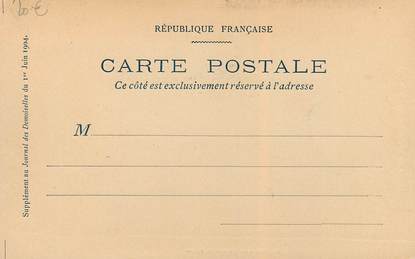 20 €
RÉPUBLIQUE FRANÇAISE
CARTE POSTALE
Ce côté est exclusivement réservé à l'adresse
M
Supplément au Journal des Demoiselles du 1er Juin 1904.